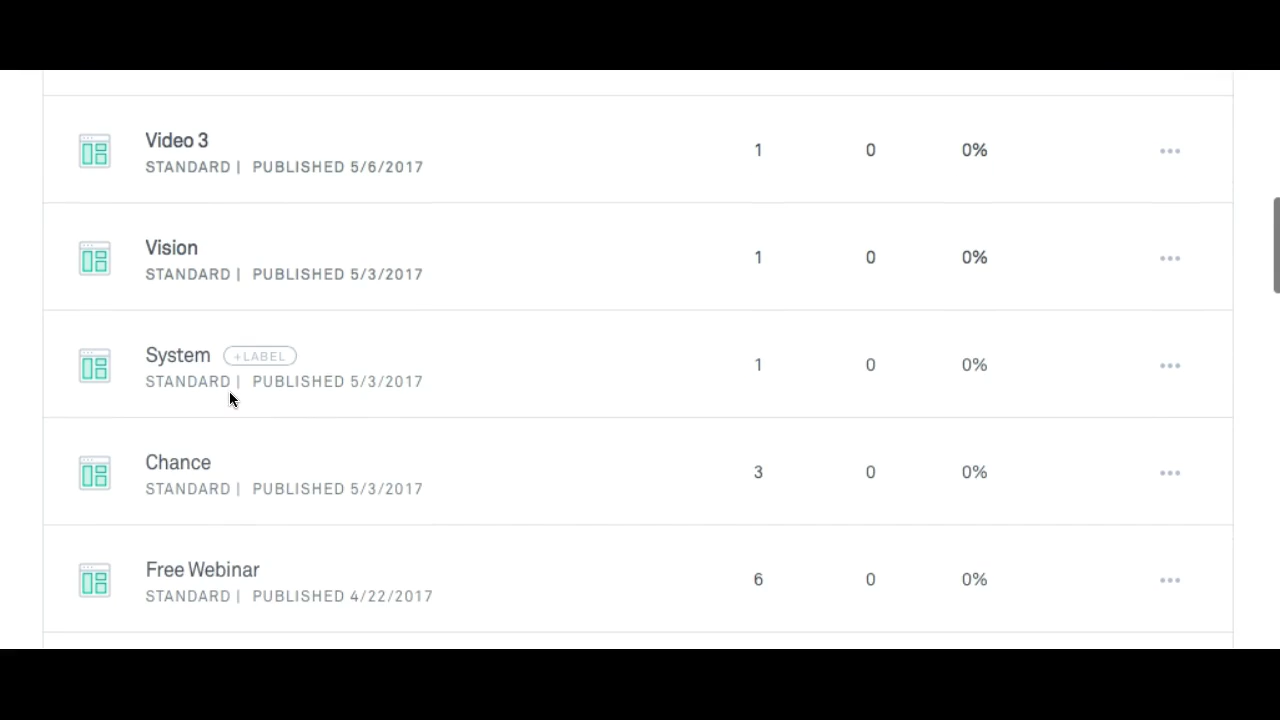 Video 3 1 0 0% •••
STANDARD | PUBLISHED 5/6/2017
Vision 1 0 0% •••
STANDARD | PUBLISHED 5/3/2017
System +LABEL 1 0 0% •••
STANDARD | PUBLISHED 5/3/2017
Chance 3 0 0% •••
STANDARD | PUBLISHED 5/3/2017
Free Webinar 6 0 0% •••
STANDARD | PUBLISHED 4/22/2017